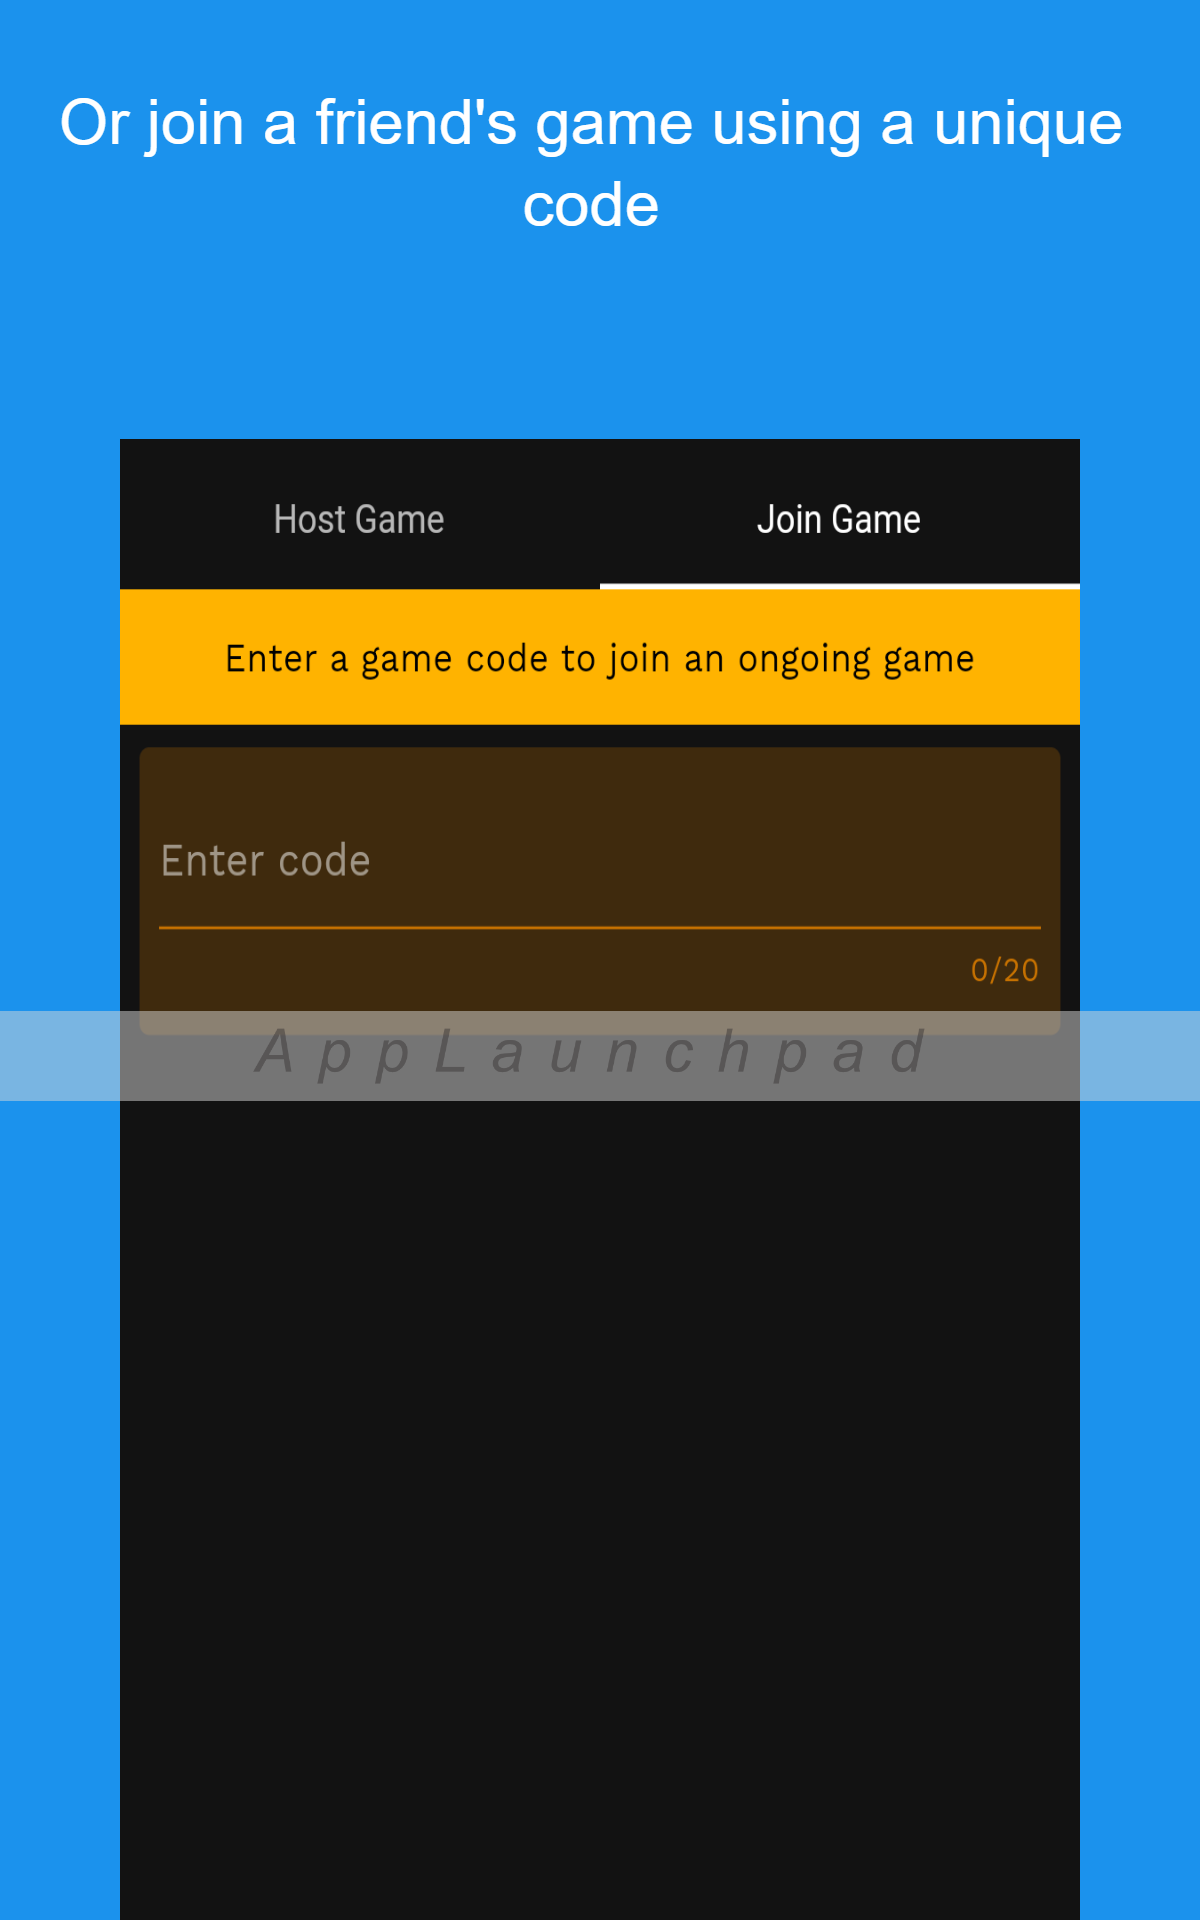 Or join a friend's game using a unique
code
Host Game
Join Game
Enter a game code to join an ongoing game
Enter code
0/20
AppLaunchpad